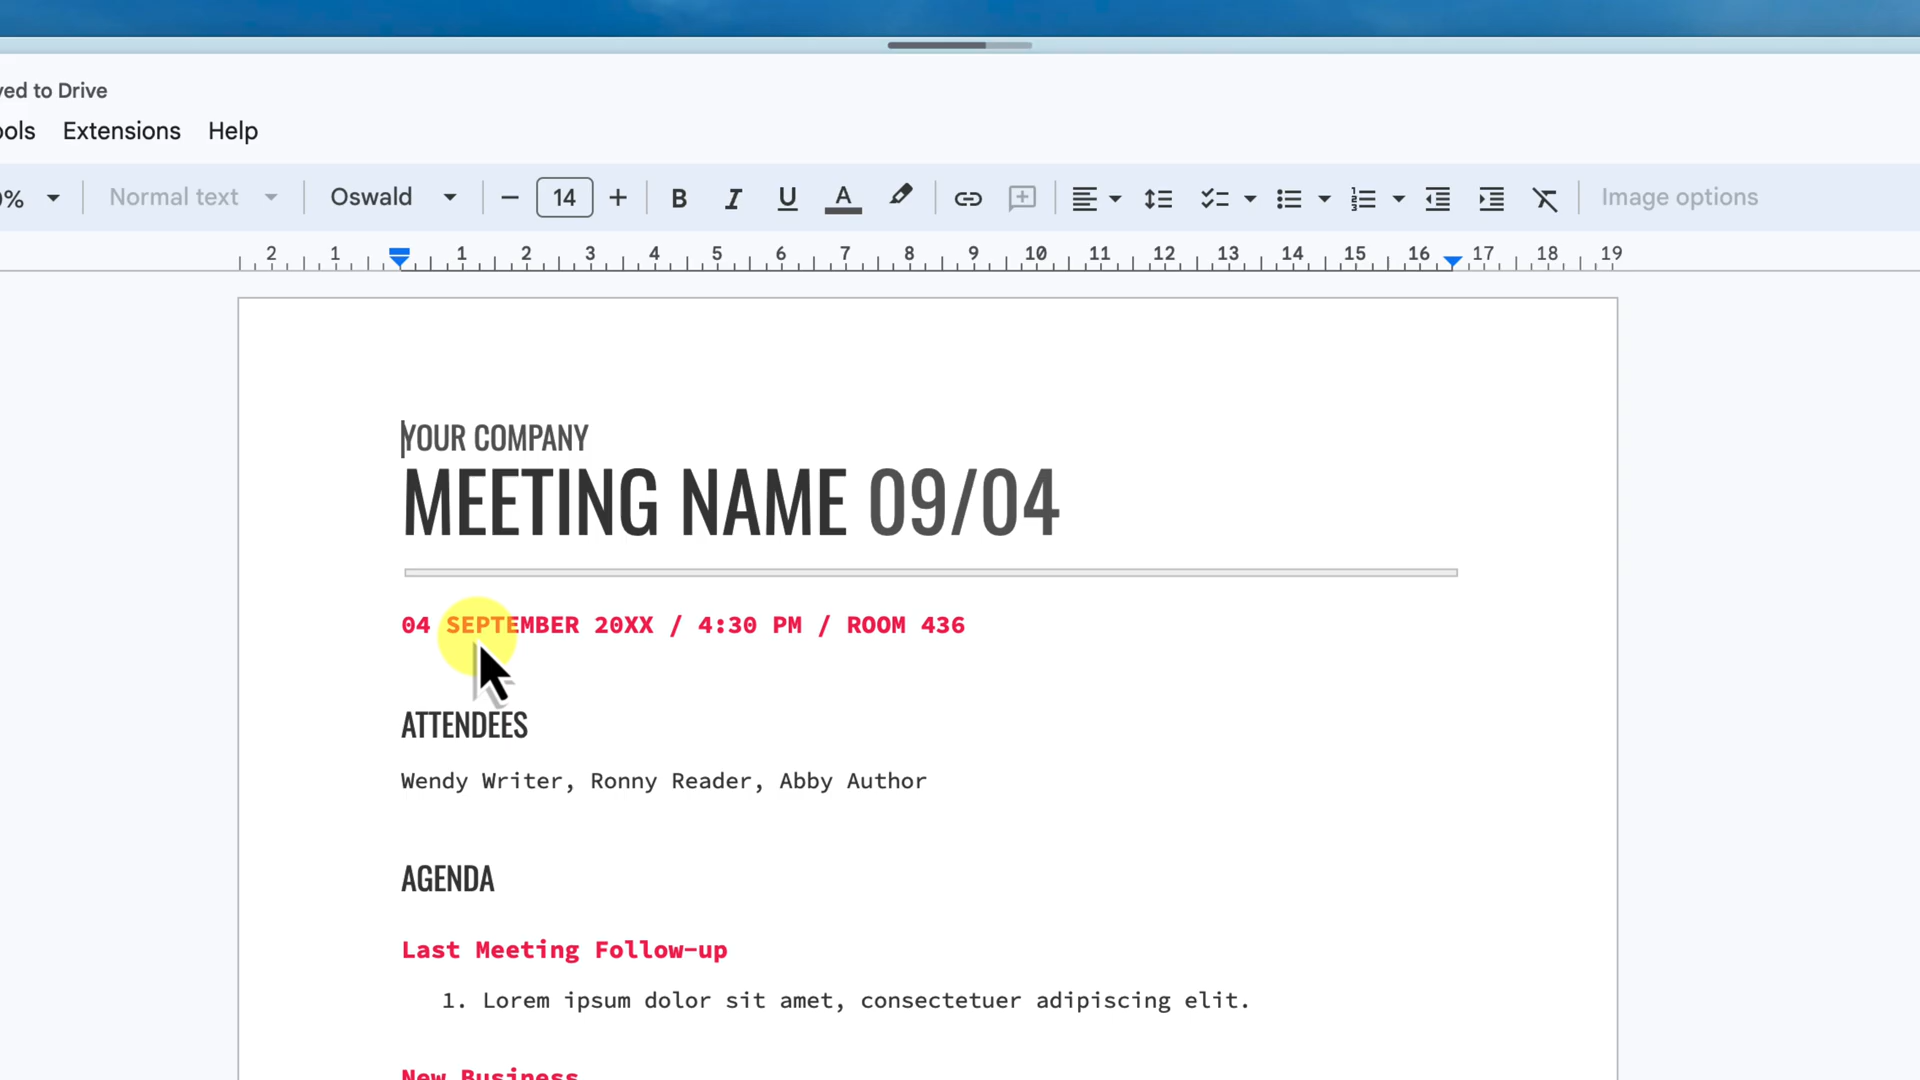 ved to Drive
ools Extensions Help
% Normal text Oswald 14 B I U A Image options
2 1 1 2 3 4 5 6 7 8 9 10 11 12 13 14 15 16 17 18 19
YOUR COMPANY
MEETING NAME 09/04
04 SEPTEMBER 20XX / 4:30 PM / ROOM 436
ATTENDEES
Wendy Writer, Ronny Reader, Abby Author
AGENDA
Last Meeting Follow-up
1. Lorem ipsum dolor sit amet, consectetuer adipiscing elit.
New Business